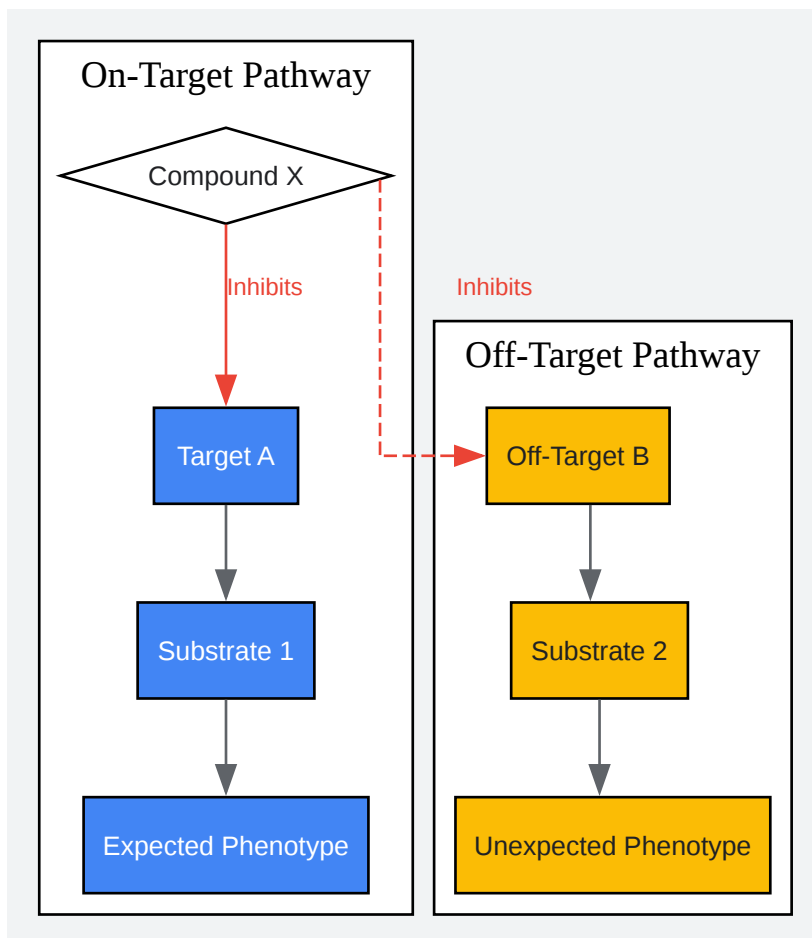 On-Target Pathway
Compound X
Inhibits
Inhibits
Off-Target Pathway
Target A
Off-Target B
Substrate 1
Substrate 2
Expected Phenotype
Unexpected Phenotype